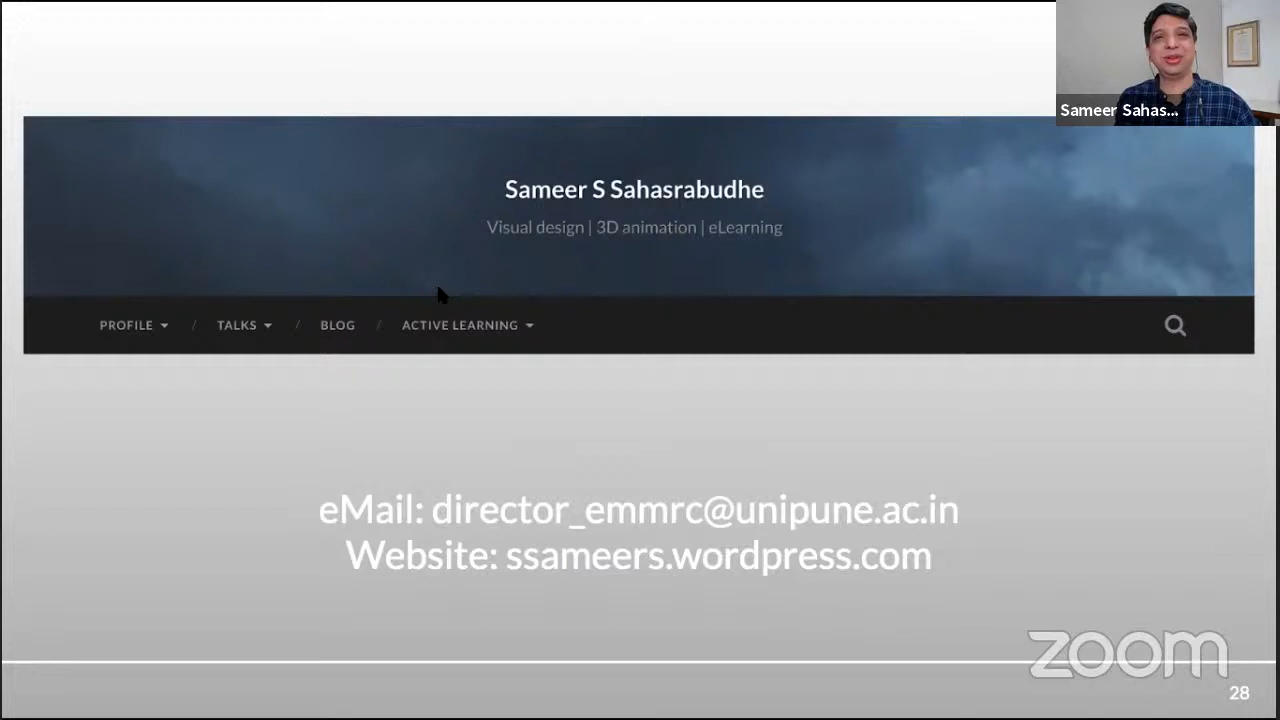 Sameer Sahas...
Sameer S Sahasrabudhe
Visual design | 3D animation | eLearning
PROFILE / TALKS / BLOG / ACTIVE LEARNING
eMail: director_emmrc@unipune.ac.in
Website: ssameers.wordpress.com
zoom
28